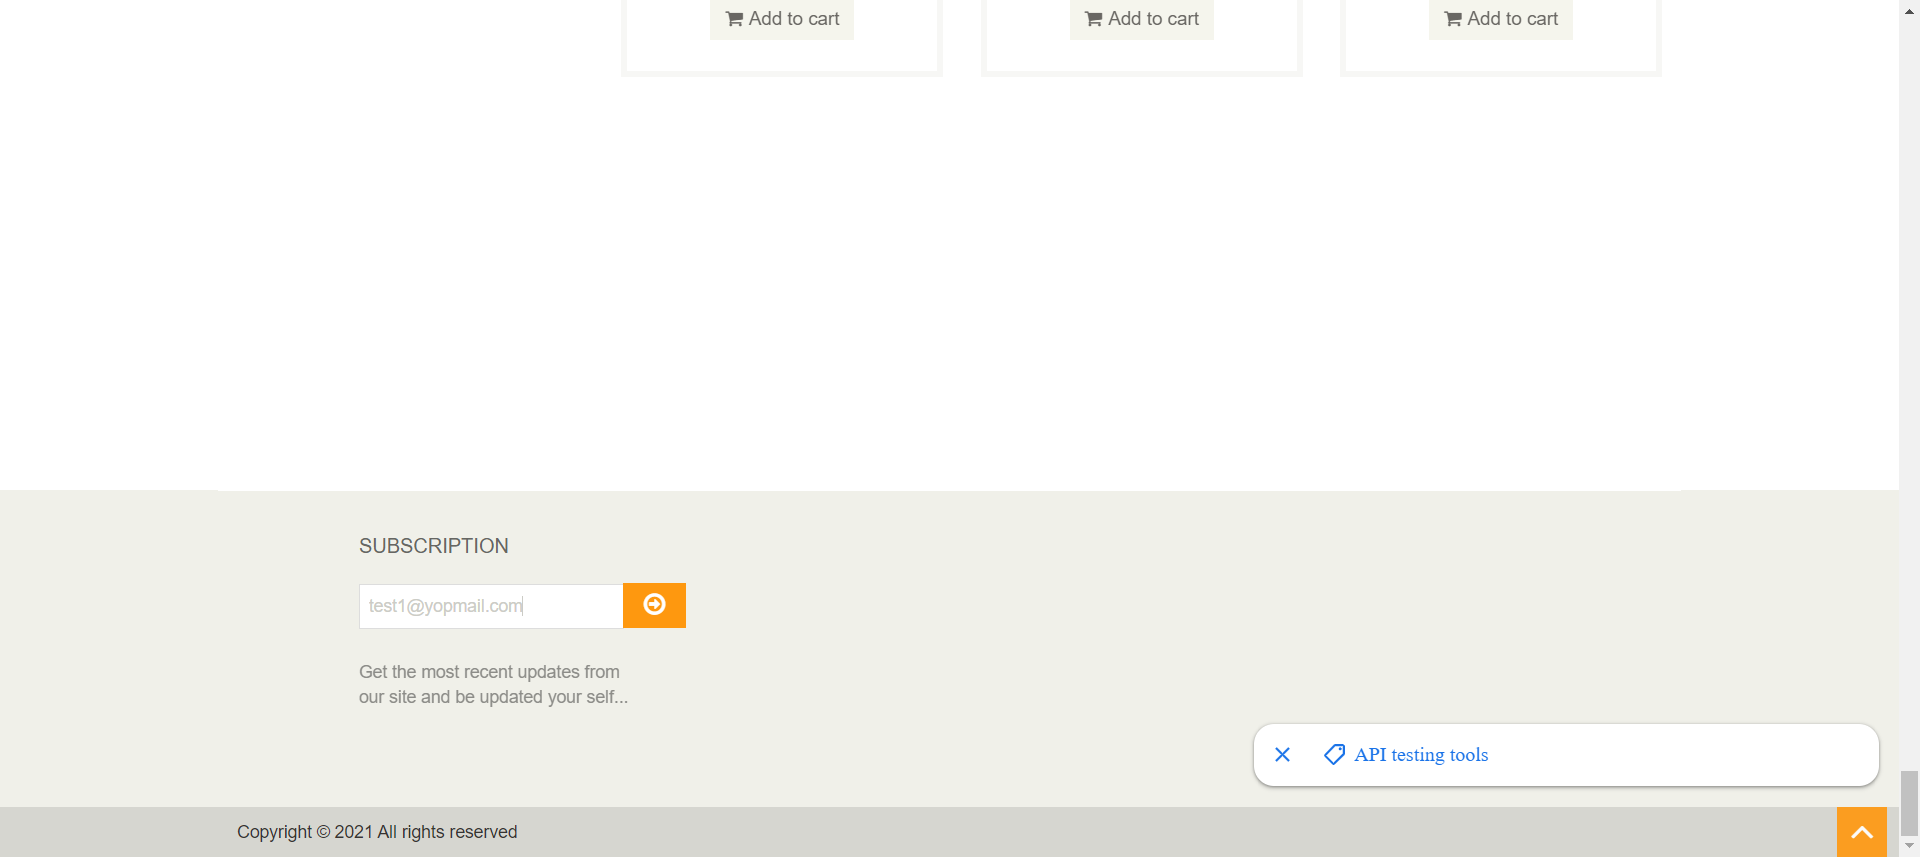 Add to cart Add to cart Add to cart
SUBSCRIPTION
test1@yopmail.com
Get the most recent updates from
our site and be updated your self...
API testing tools
Copyright © 2021 All rights reserved